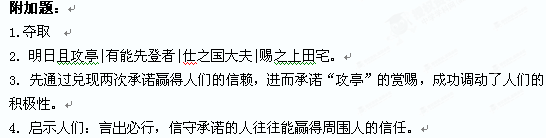 附加题：
1.夺取
2. 明日且攻亭|有能先登者|仕之国大夫|赐之上田宅。
3. 先通过兑现两次承诺赢得人们的信赖，进而承诺“攻亭”的赏赐，成功调动了人们的
积极性。
4. 启示人们：言出必行，信守承诺的人往往能赢得周围人的信任。